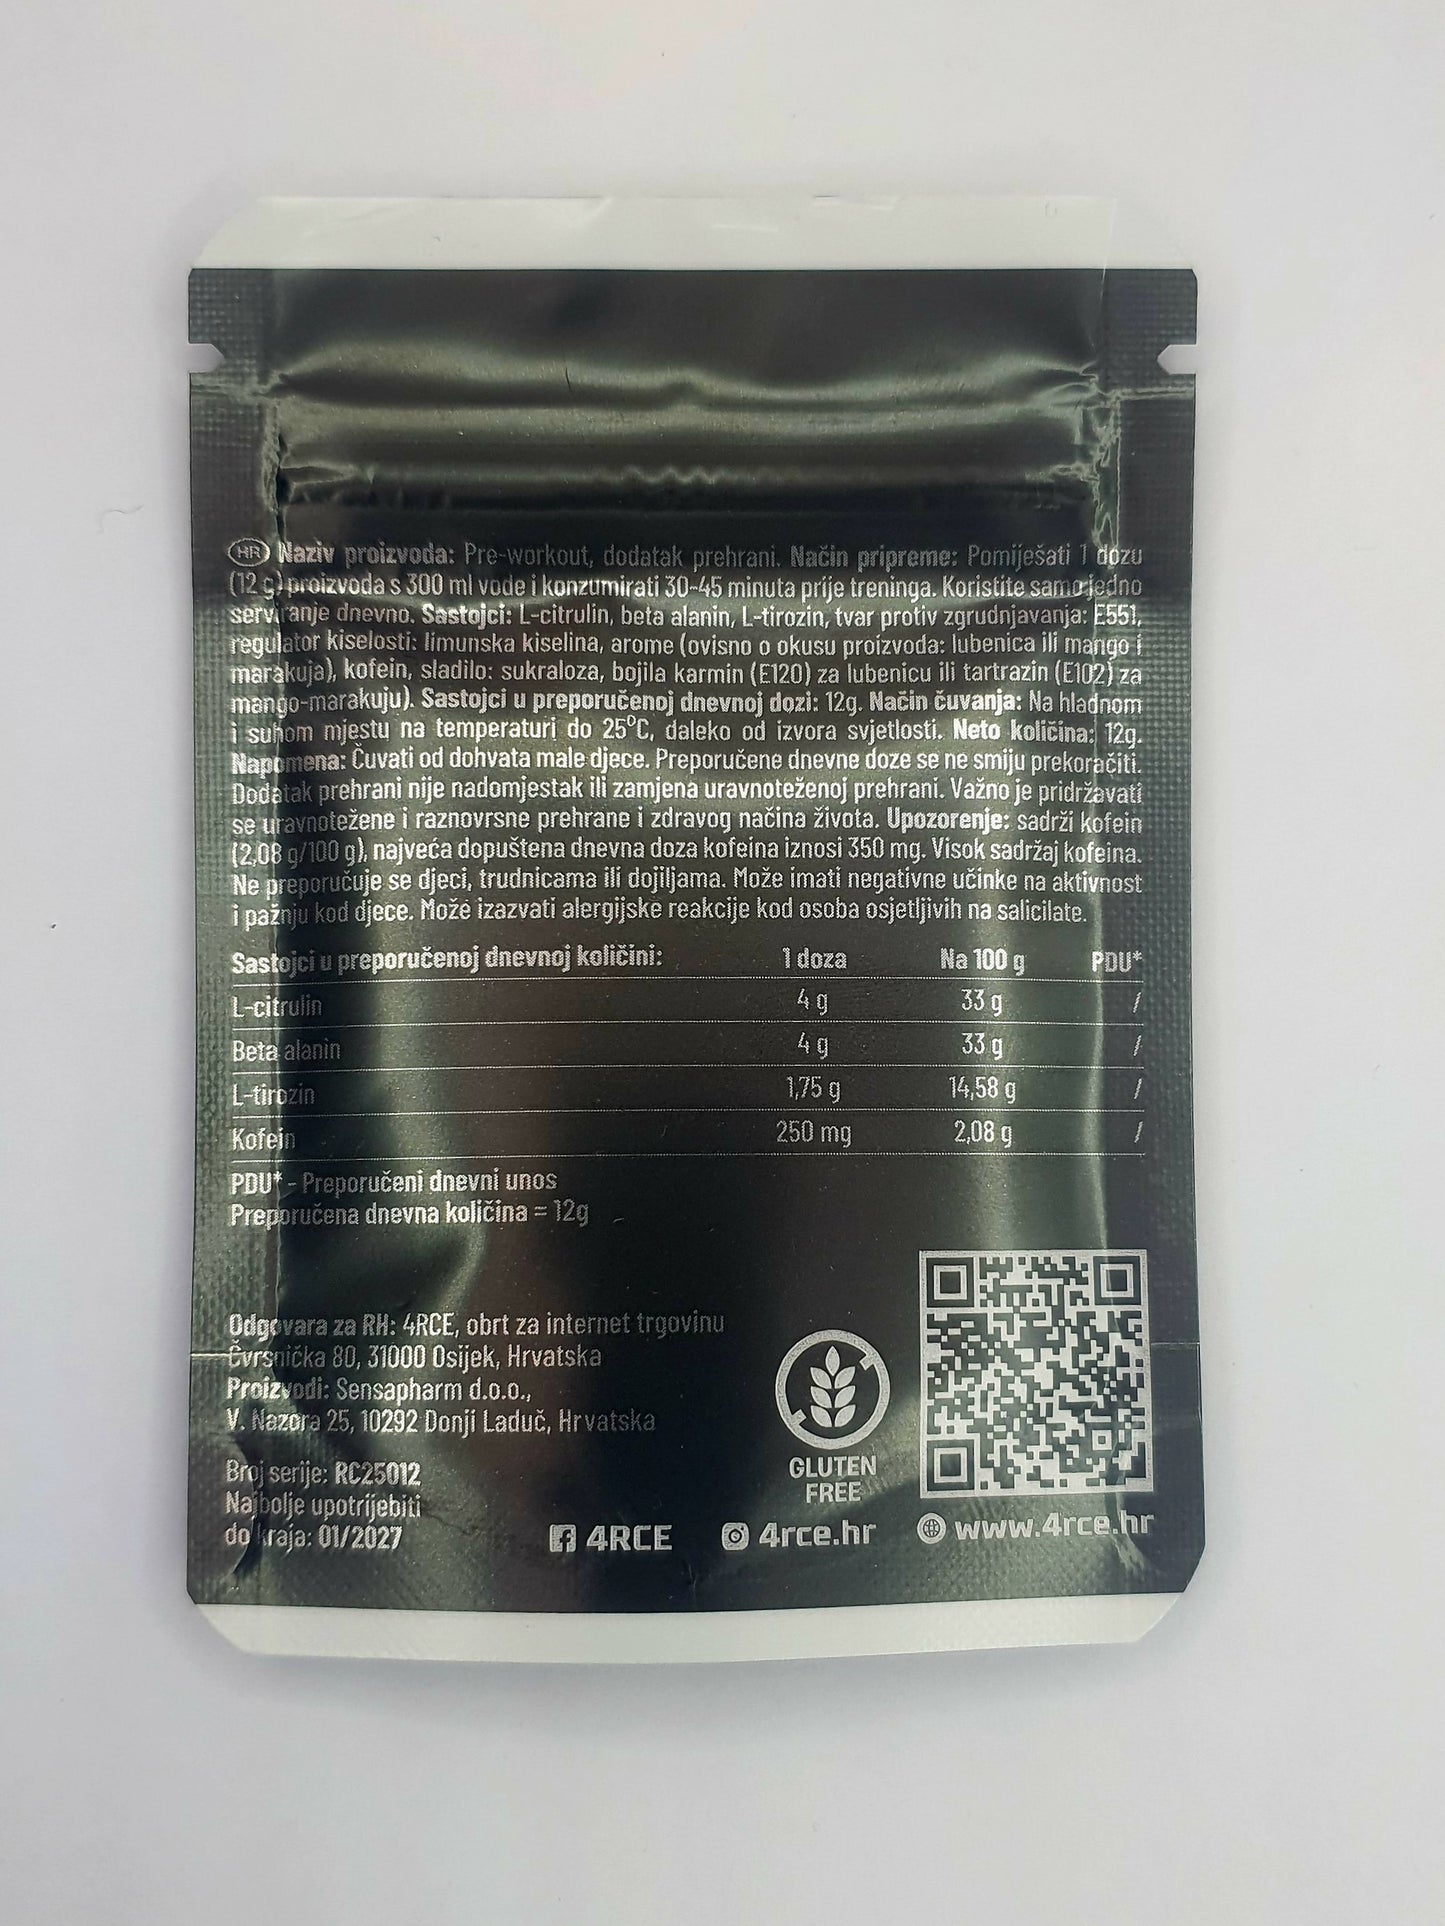 HR Naziv proizvoda: Pre-workout, dodatak prehrani. Način pripreme: Pomiješati 1 dozu
(12 g) proizvoda s 300 ml vode i konzumirati 30-45 minuta prije treninga. Koristite samo jedno
serviranje dnevno. Sastojci: L-citrulin, beta alanin, L-tirozin, tvar protiv zgrudnjavanja: E551,
regulator kiselosti: limunska kiselina, arome (ovisno o okusu proizvoda: lubenica ili mango i
marakuja), kofein, sladilo: sukraloza, bojila karmin (E120) za lubenicu ili tartrazin (E102) za
mango-marakuju). Sastojci u preporučenoj dnevnoj dozi: 12g. Način čuvanja: Na hladnom
i suhom mjestu na temperaturi do 25°C, daleko od izvora svjetlosti. Neto količina: 12g.
Napomena: Čuvati od dohvata male djece. Preporučene dnevne doze se ne smiju prekoračiti.
Dodatak prehrani nije nadomjestak ili zamjena uravnoteženoj prehrani. Važno je pridržavati
se uravnotežene i raznovrsne prehrane i zdravog načina života. Upozorenje: sadrži kofein
(2,08 g/100 g), najveća dopuštena dnevna doza kofeina iznosi 350 mg. Visok sadržaj kofeina.
Ne preporučuje se djeci, trudnicama ili dojiljama. Može imati negativne učinke na aktivnost
i pažnju kod djece. Može izazvati alergijske reakcije kod osoba osjetljivih na salicilate.
Sastojci u preporučenoj dnevnoj količini: 1 doza Na 100 g PDU*
L-citrulin 4 g 33 g /
Beta alanin 4 g 33 g /
L-tirozin 1,75 g 14,58 g /
Kofein 250 mg 2,08 g /
PDU* - Preporučeni dnevni unos
Preporučena dnevna količina = 12g
Odgovara za RH: 4RCE, obrt za internet trgovinu
Čvrsnička 80, 31000 Osijek, Hrvatska
Proizvodi: Sensapharm d.o.o.,
V. Nazora 25, 10292 Donji Laduč, Hrvatska
Broj serije: RC25012
Najbolje upotrijebiti
do kraja: 01/2027
GLUTEN
FREE
4RCE 4rce.hr www.4rce.hr